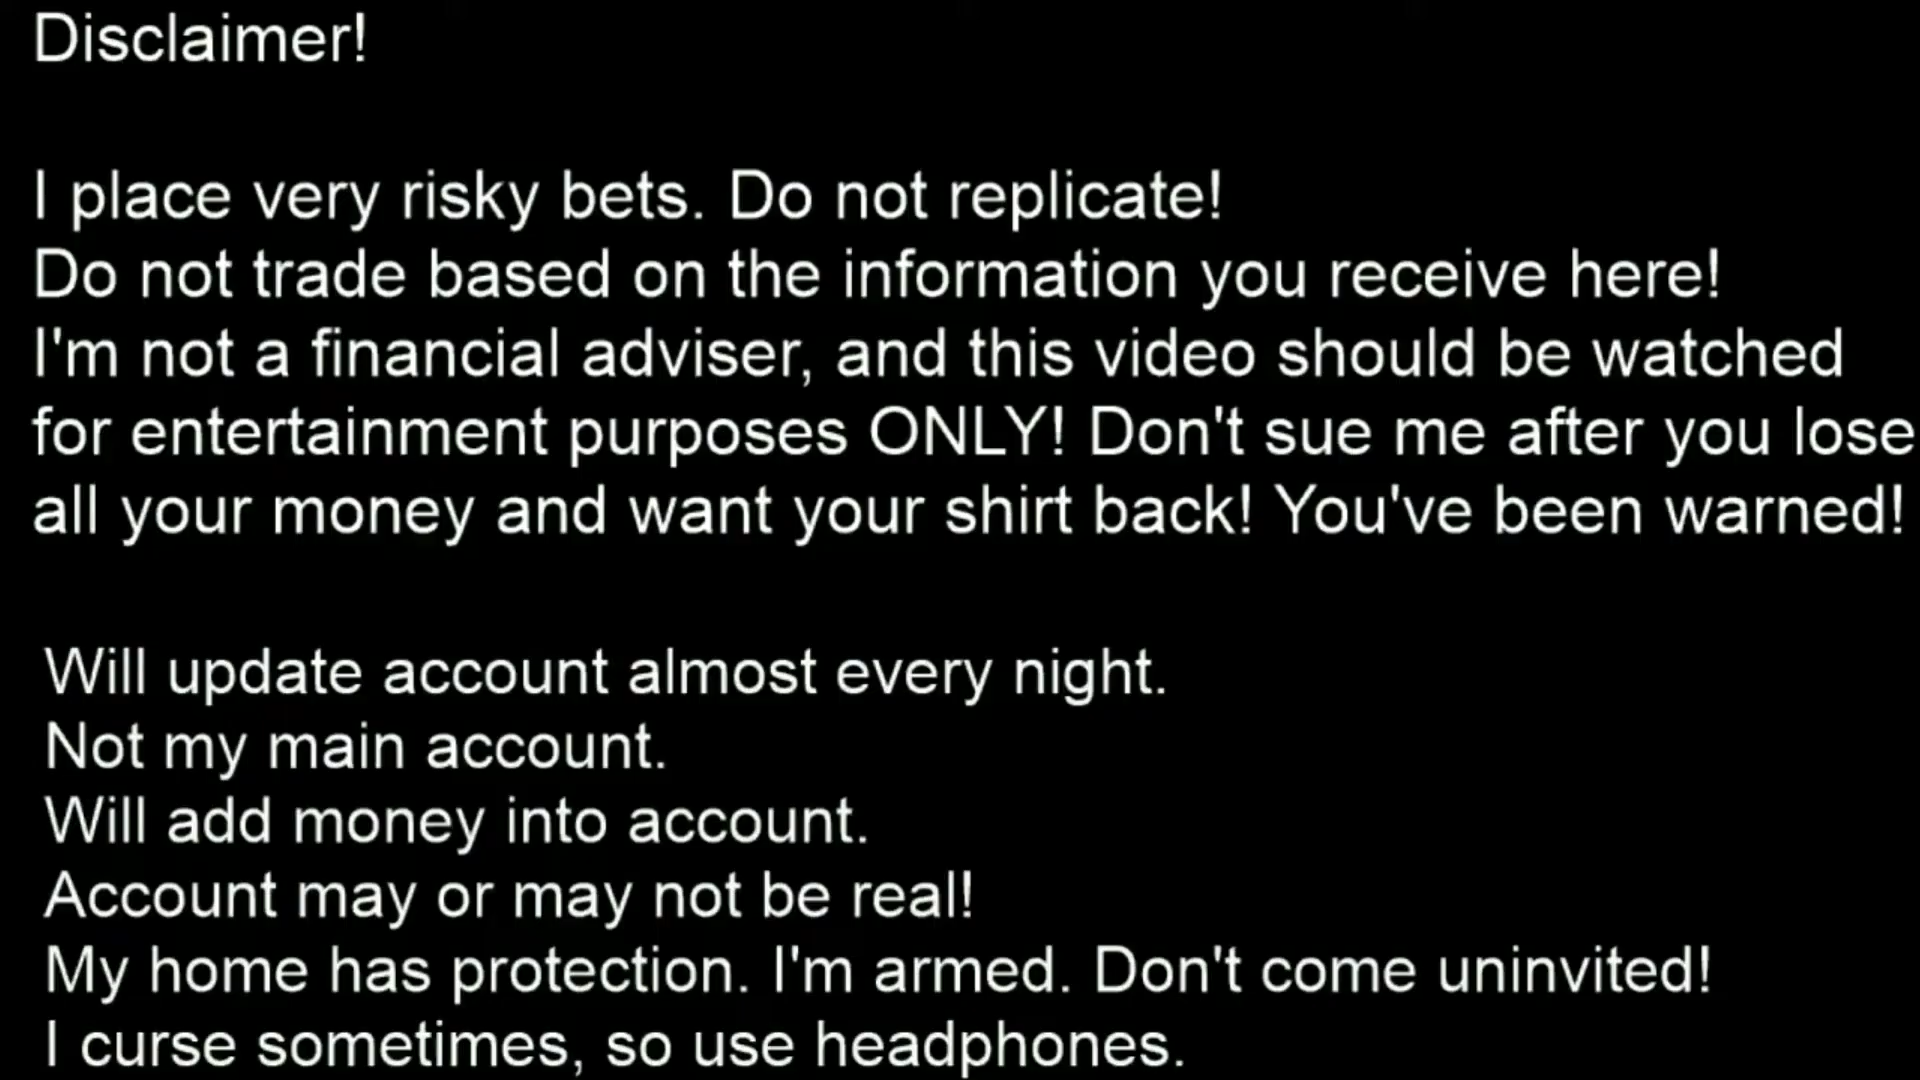 Disclaimer!
I place very risky bets. Do not replicate!
Do not trade based on the information you receive here!
I'm not a financial adviser, and this video should be watched
for entertainment purposes ONLY! Don't sue me after you lose
all your money and want your shirt back! You've been warned!
Will update account almost every night.
Not my main account.
Will add money into account.
Account may or may not be real!
My home has protection. I'm armed. Don't come uninvited!
I curse sometimes, so use headphones.